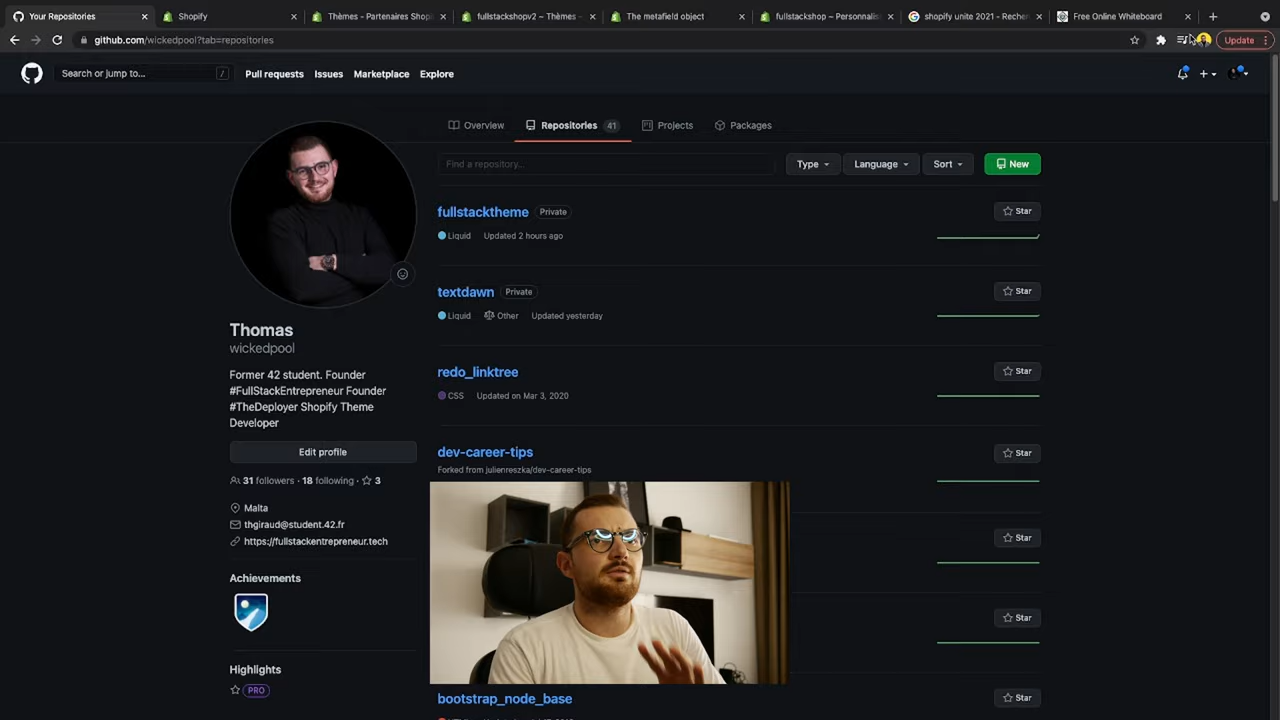 Your Repositories
Shopify
Thèmes - Partenaires Shopi
fullstackshopv2 – Thèmes -
The metafield object
fullstackshop – Personnalis
shopify unite 2021 - Recher
Free Online Whiteboard
github.com/wickedpool?tab=repositories
Update
Search or jump to... /
Pull requests Issues Marketplace Explore
Overview
Repositories 41
Projects
Packages
Find a repository...
Type
Language
Sort
New
fullstacktheme Private
Star
Liquid Updated 2 hours ago
textdawn Private
Star
Liquid Other Updated yesterday
Thomas
wickedpool
redo_linktree
Star
CSS Updated on Mar 3, 2020
Former 42 student. Founder
#FullStackEntrepreneur Founder
#TheDeployer Shopify Theme
Developer
Edit profile
dev-career-tips
Star
Forked from julienreszka/dev-career-tips
31 followers · 18 following · 3
Malta
thgiraud@student.42.fr
https://fullstackentrepreneur.tech
Star
Achievements
Star
Highlights
PRO
bootstrap_node_base
Star